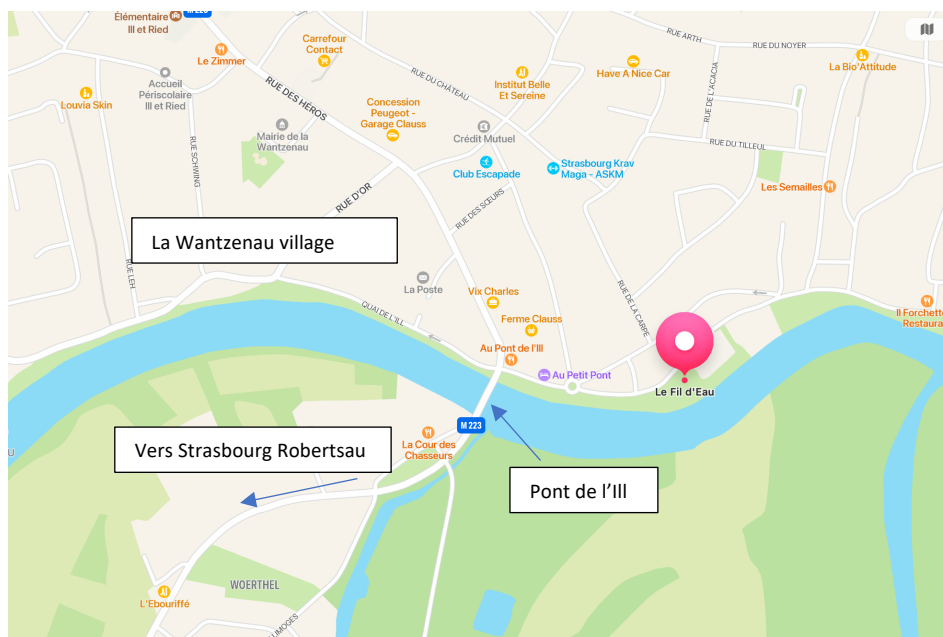 Élémentaire
Ill et Ried
M 223
Le Zimmer
Carrefour
Contact
RUE ARTH
RUE DU NOYER
La Bio'Attitude
Accueil
Périscolaire
Ill et Ried
Louvia Skin
RUE DES HÉROS
RUE DU CHÂTEAU
Institut Belle
Et Sereine
Have A Nice Car
RUE DE L'ACACIA
Concession
Peugeot -
Garage Clauss
Mairie de la
Wantzenau
RUE SCHWING
Crédit Mutuel
RUE DU TILLEUL
Club Escapade
Strasbourg Krav
Maga - ASKM
Les Semailles
RUE D'OR
RUE DES SŒURS
La Wantzenau village
RUE LEH
La Poste
Vix Charles
QUAI DE L'ILL
RUE DE LA CARPE
Ferme Clauss
Il Forchett
Restaura
Au Pont de l'Ill
Au Petit Pont
Le Fil d'Eau
M 223
La Cour des
Chasseurs
Vers Strasbourg Robertsau
Pont de l'Ill
WOERTHEL
L'Ebouriffé
LIMOGES